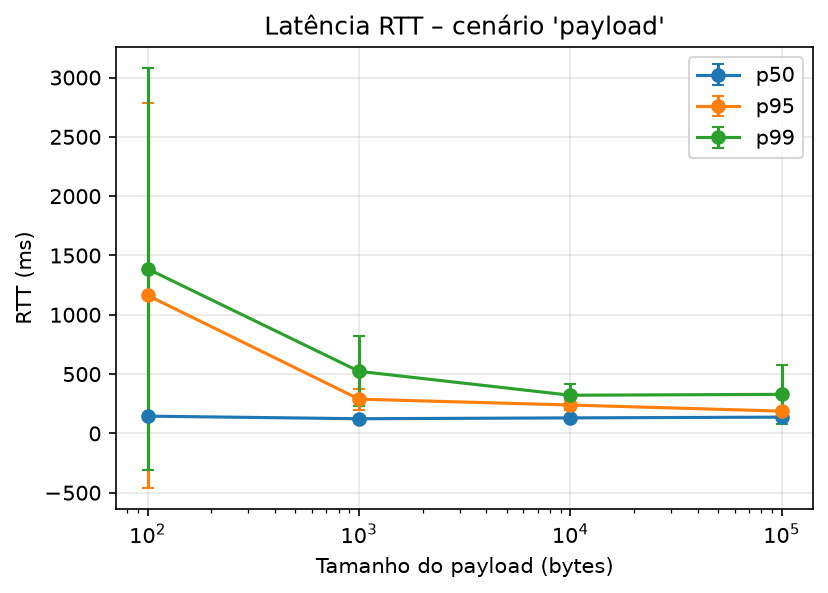 Latência RTT – cenário 'payload'
p50
p95
p99
3000
2500
2000
1500
1000
500
0
−500
RTT (ms)
10²
10³
10⁴
10⁵
Tamanho do payload (bytes)